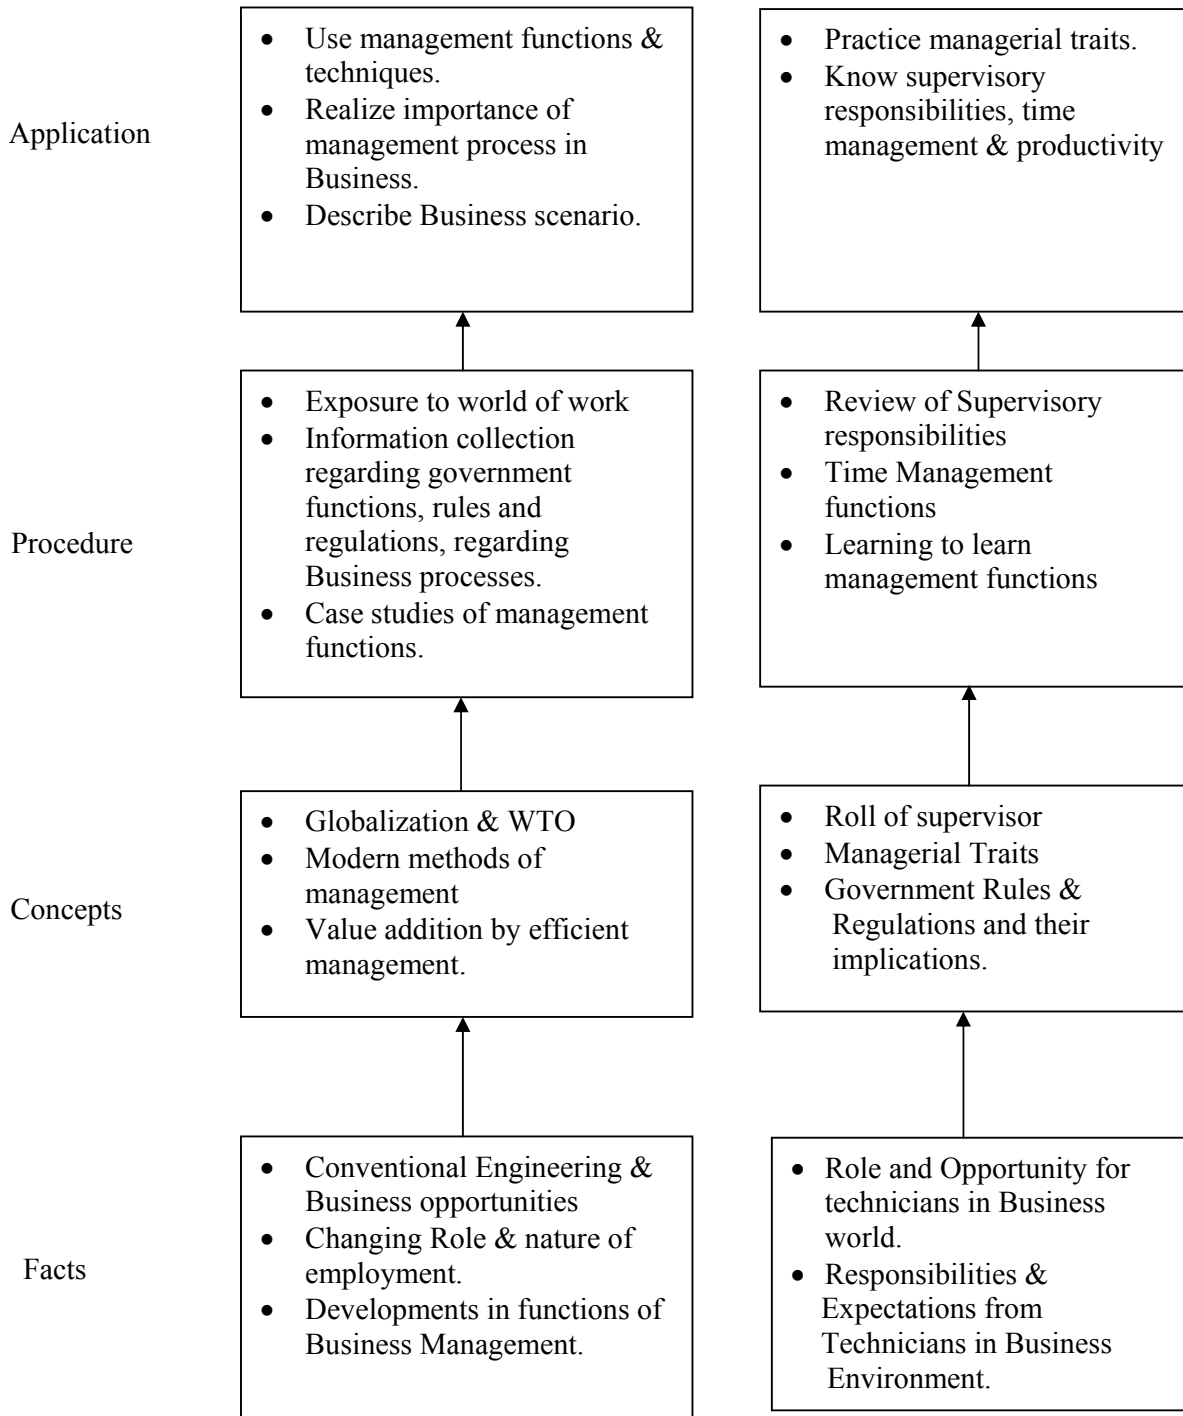 Application
• Use management functions &
techniques.
• Realize importance of
management process in
Business.
• Describe Business scenario.
• Practice managerial traits.
• Know supervisory
responsibilities, time
management & productivity
Procedure
• Exposure to world of work
• Information collection
regarding government
functions, rules and
regulations, regarding
Business processes.
• Case studies of management
functions.
• Review of Supervisory
responsibilities
• Time Management
functions
• Learning to learn
management functions
Concepts
• Globalization & WTO
• Modern methods of
management
• Value addition by efficient
management.
• Roll of supervisor
• Managerial Traits
• Government Rules &
Regulations and their
implications.
Facts
• Conventional Engineering &
Business opportunities
• Changing Role & nature of
employment.
• Developments in functions of
Business Management.
• Role and Opportunity for
technicians in Business
world.
• Responsibilities &
Expectations from
Technicians in Business
Environment.